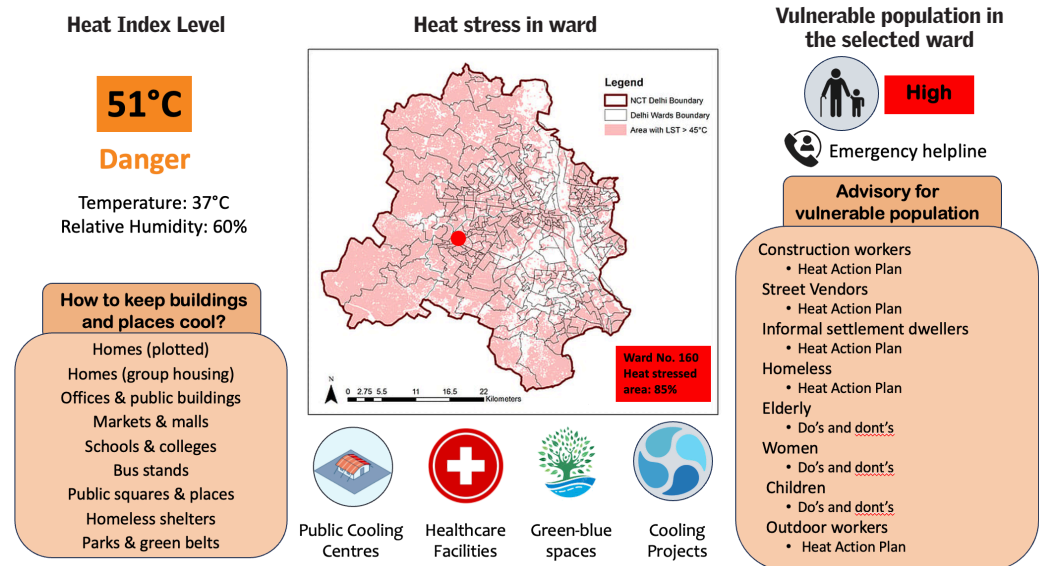 Heat Index Level
51°C
Danger
Temperature: 37°C
Relative Humidity: 60%
How to keep buildings
and places cool?
Homes (plotted)
Homes (group housing)
Offices & public buildings
Markets & malls
Schools & colleges
Bus stands
Public squares & places
Homeless shelters
Parks & green belts
Heat stress in ward
Legend
NCT Delhi Boundary
Delhi Wards Boundary
Area with LST > 45°C
Ward No. 160
Heat stressed
area: 85%
N
0 2.75 5.5 11 16.5 22
Kilometers
Public Cooling
Centres
Healthcare
Facilities
Green-blue
spaces
Cooling
Projects
Vulnerable population in
the selected ward
High
Emergency helpline
Advisory for
vulnerable population
Construction workers
• Heat Action Plan
Street Vendors
• Heat Action Plan
Informal settlement dwellers
• Heat Action Plan
Homeless
• Heat Action Plan
Elderly
• Do's and dont's
Women
• Do's and dont's
Children
• Do's and dont's
Outdoor workers
• Heat Action Plan